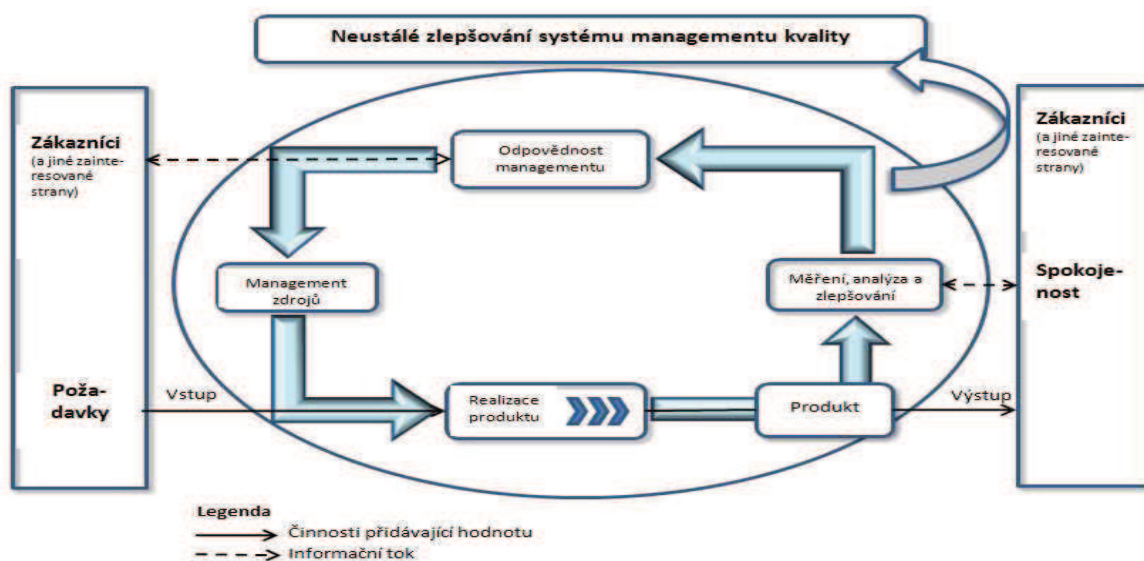 Neustálé zlepšování systému managementu kvality
Zákazníci
(a jiné zainte-
resované
strany)
Odpovědnost
managementu
Zákazníci
(a jiné zainte-
resované
strany)
Management
zdrojů
Měření, analýza a
zlepšování
Spokoje-
nost
Poža-
davky
Vstup
Realizace
produktu
Produkt
Výstup
Legenda
Činnosti přidávající hodnotu
Informační tok